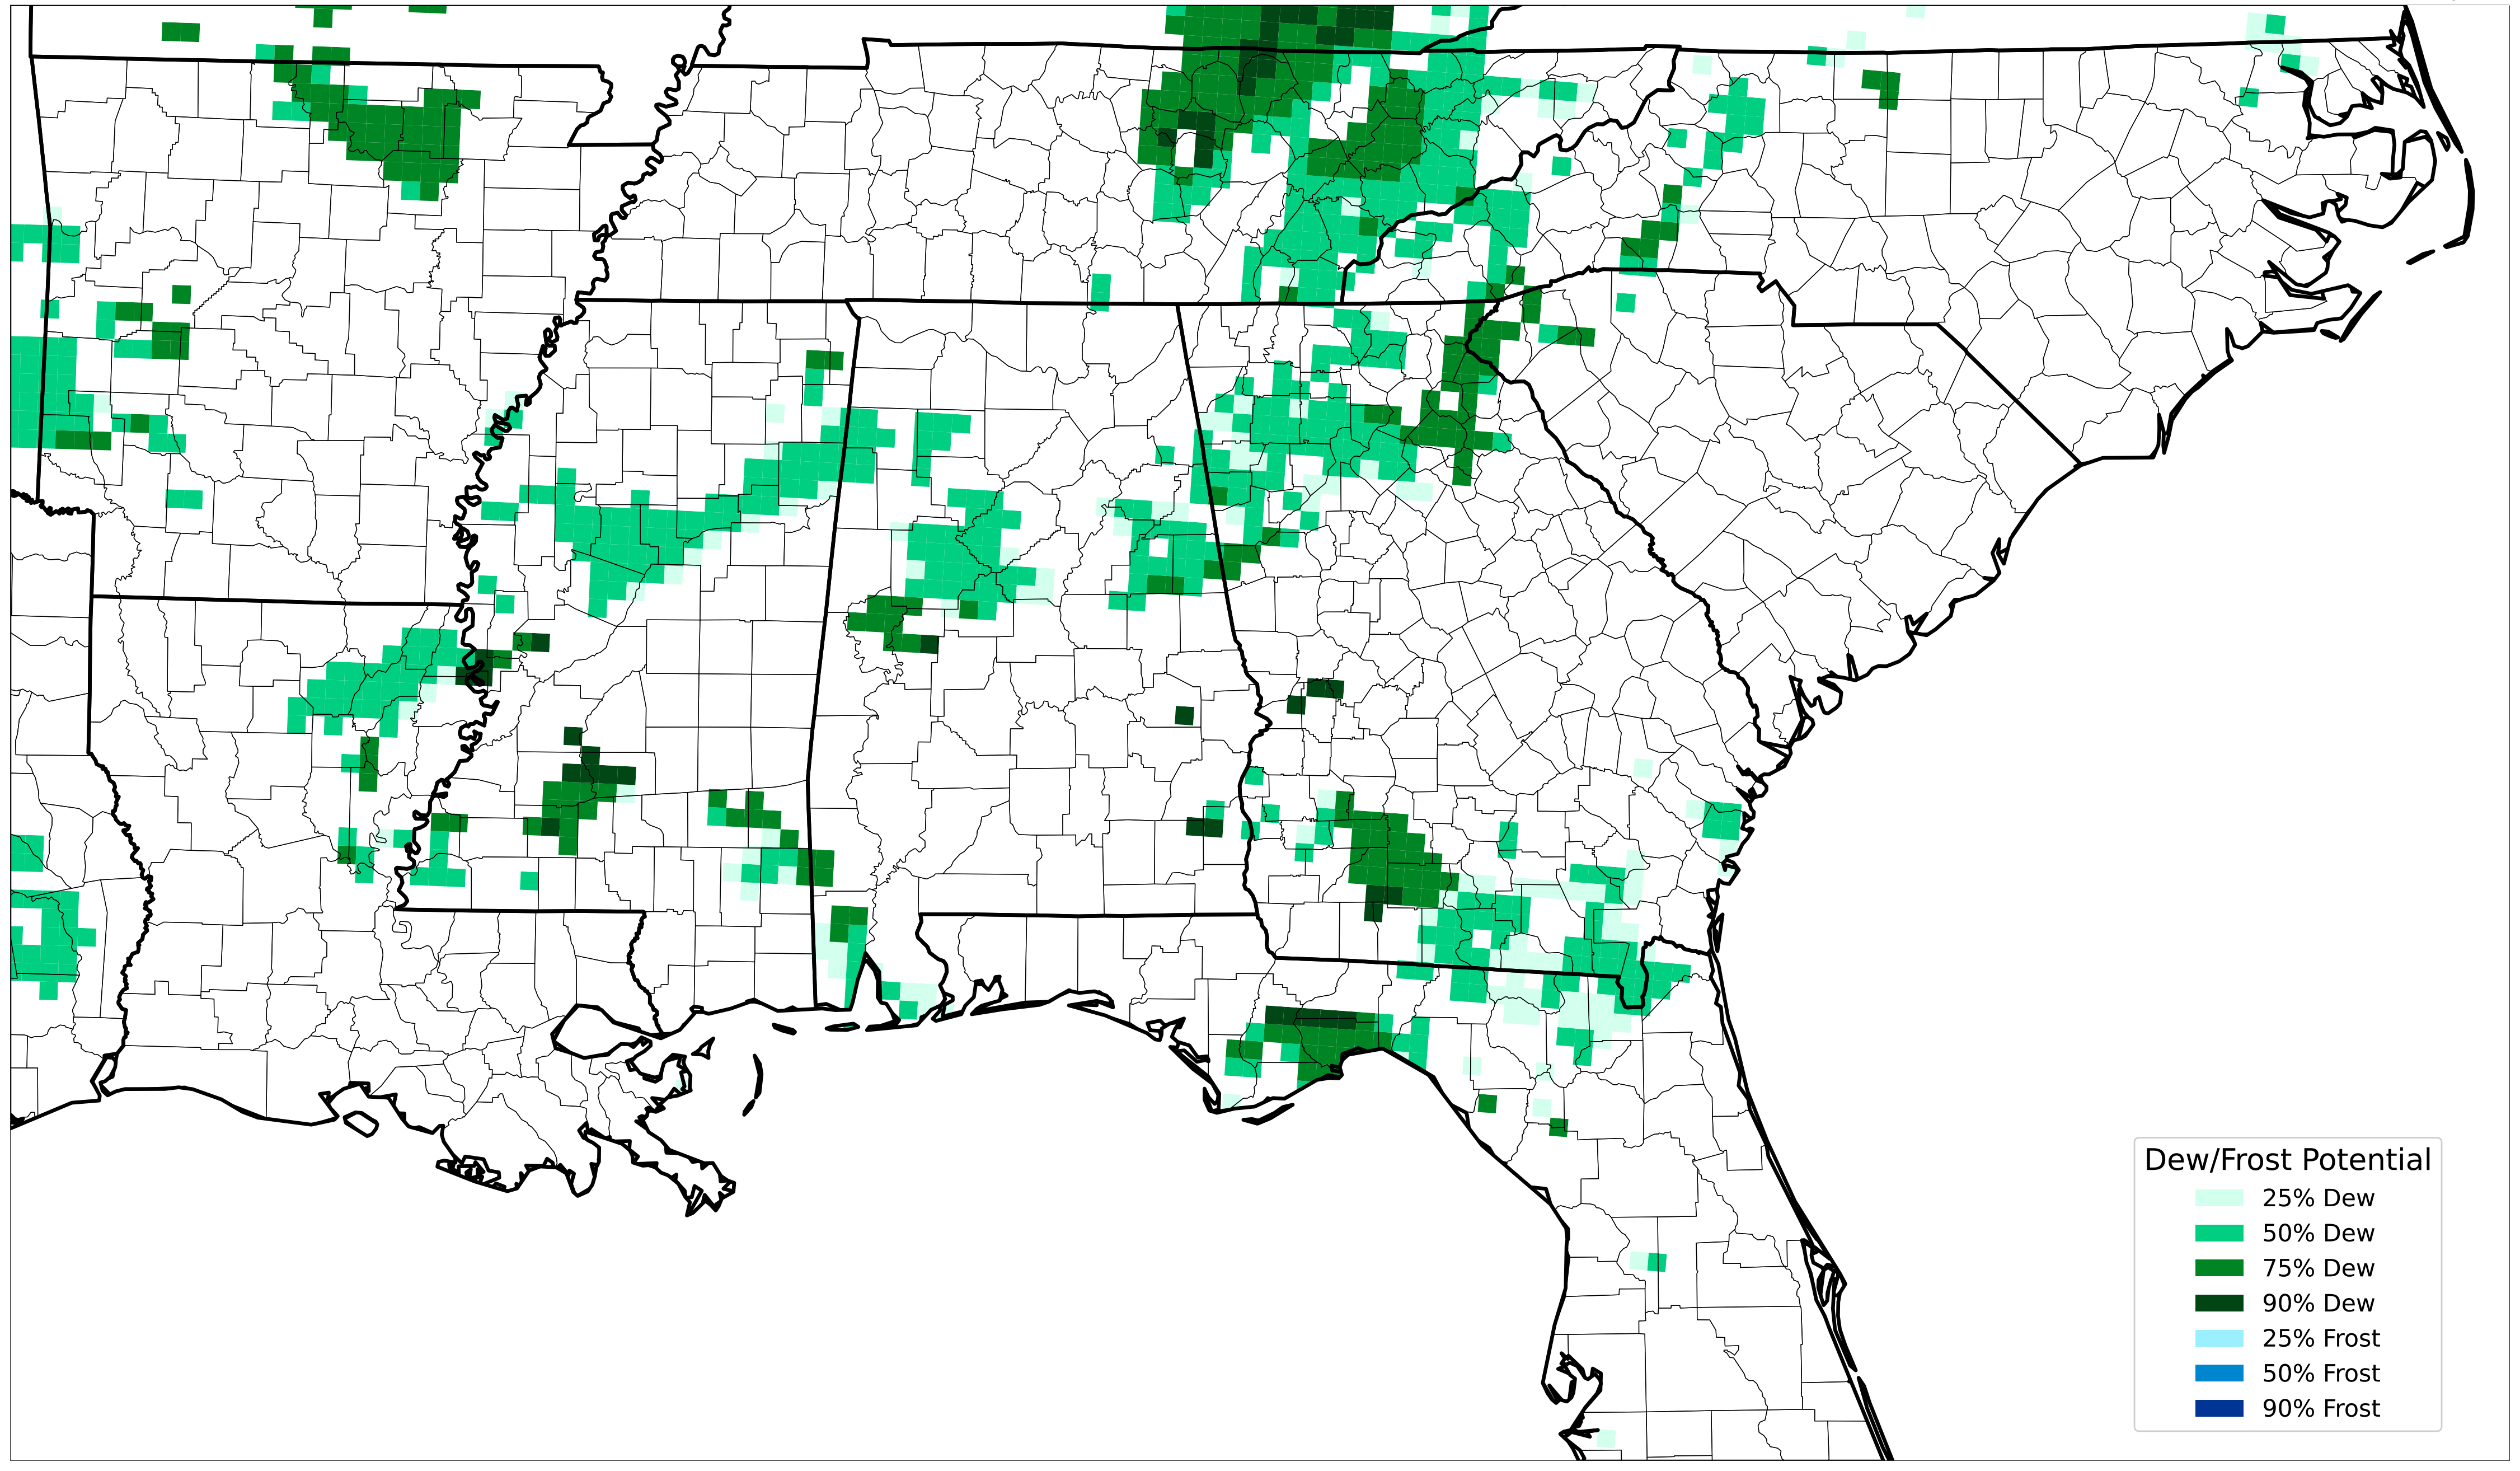 Dew/Frost Potential
25% Dew
50% Dew
75% Dew
90% Dew
25% Frost
50% Frost
90% Frost